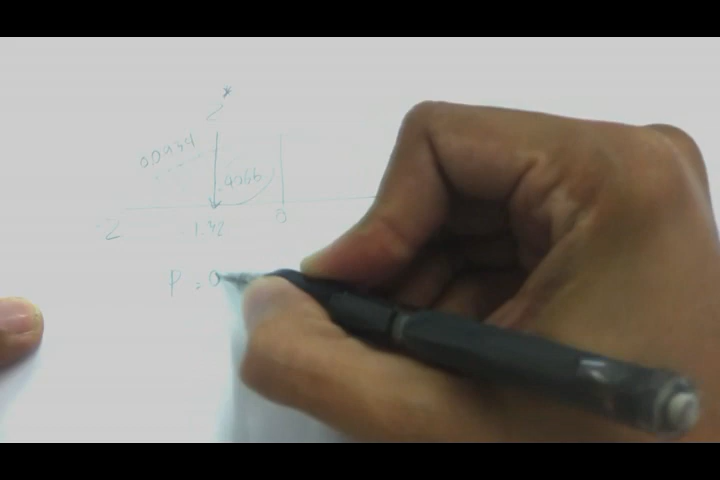 z*
0.0934
.4066
-z -1.32 0
P = 0